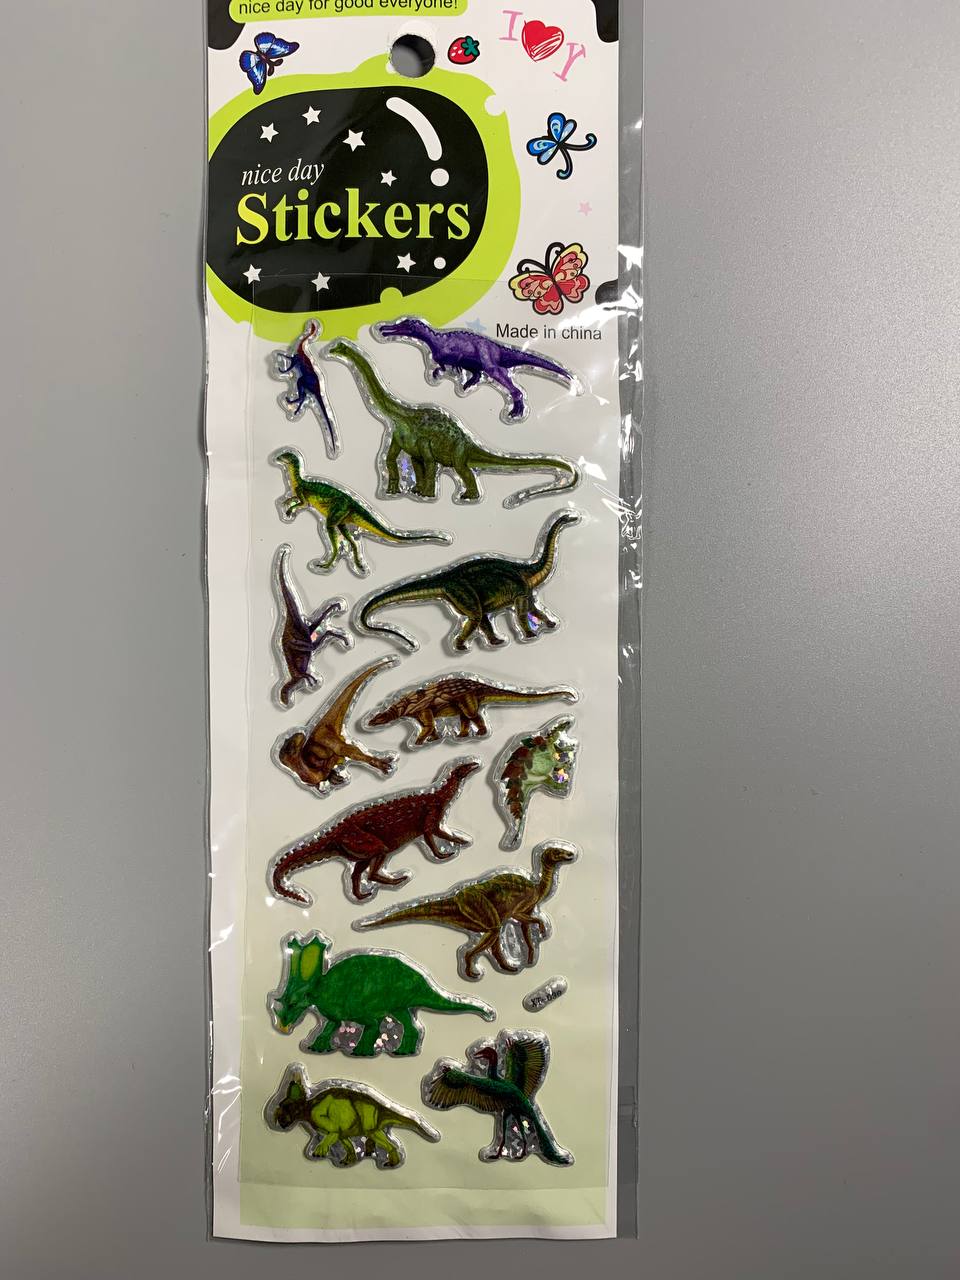 nice day for good everyone!
I Y
nice day
Stickers
Made in china